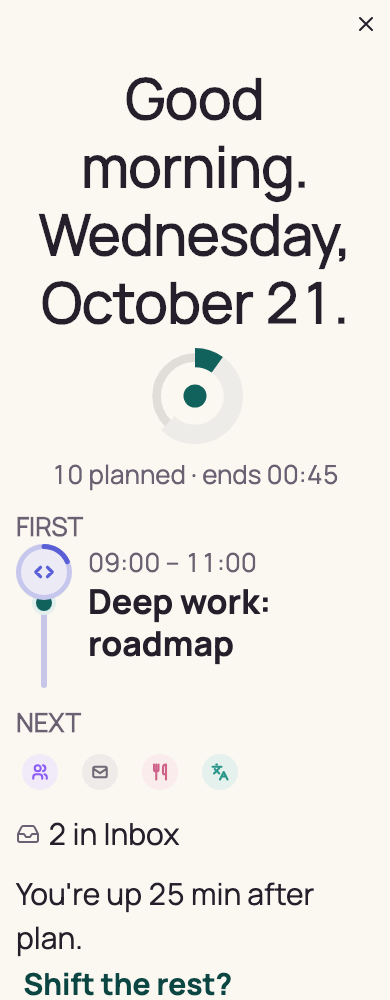 Good
morning.
Wednesday,
October 21.
10 planned · ends 00:45
FIRST
09:00 – 11:00
Deep work:
roadmap
NEXT
2 in Inbox
You're up 25 min after
plan.
Shift the rest?